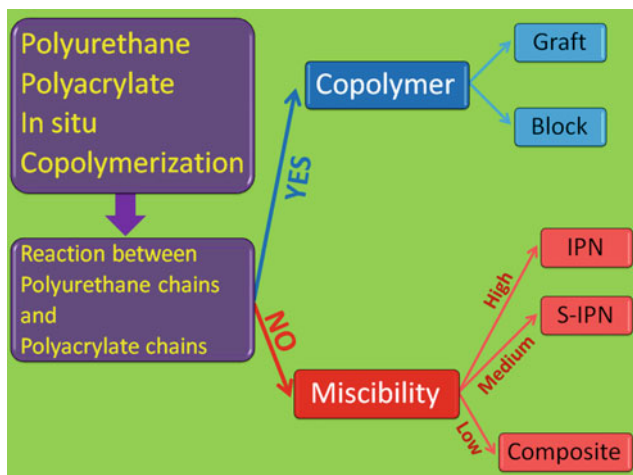 Polyurethane
Polyacrylate
In situ
Copolymerization
Reaction between
Polyurethane chains
and
Polyacrylate chains
YES
Copolymer
Graft
Block
NO
Miscibility
High
IPN
Medium
S-IPN
Low
Composite